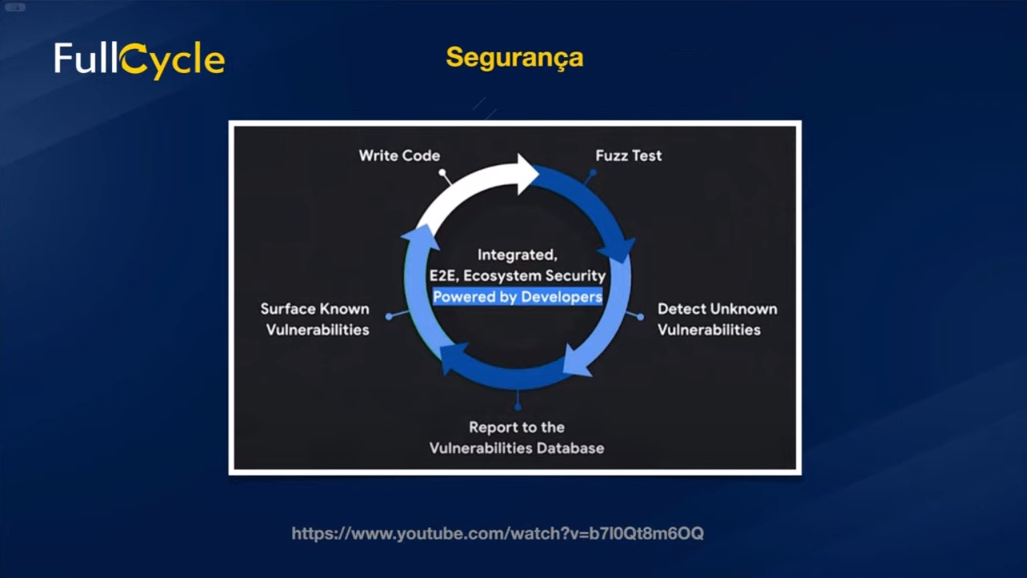 FullCycle
Segurança
Write Code
Fuzz Test
Integrated,
E2E, Ecosystem Security
Powered by Developers
Surface Known
Vulnerabilities
Detect Unknown
Vulnerabilities
Report to the
Vulnerabilities Database
https://www.youtube.com/watch?v=b7l0Qt8m6OQ